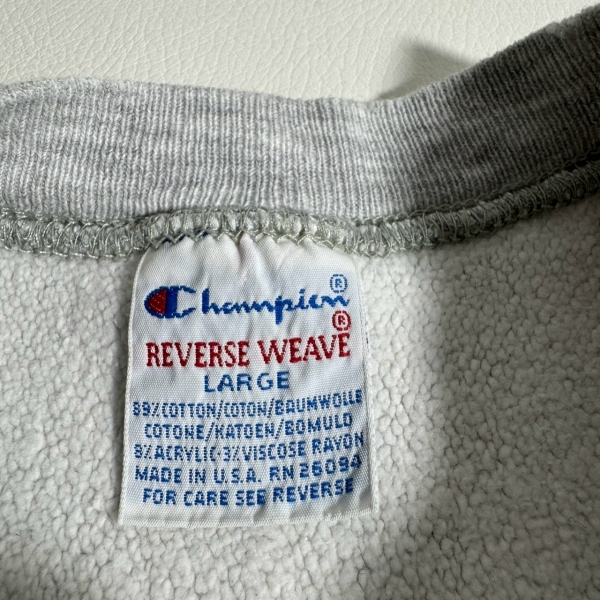 Champion®
REVERSE WEAVE®
LARGE
89% COTTON/COTON/BAUMWOLLE
COTONE/KATOEN/BOMULD
8% ACRYLIC-3% VISCOSE RAYON
MADE IN U.S.A. RN 26094
FOR CARE SEE REVERSE